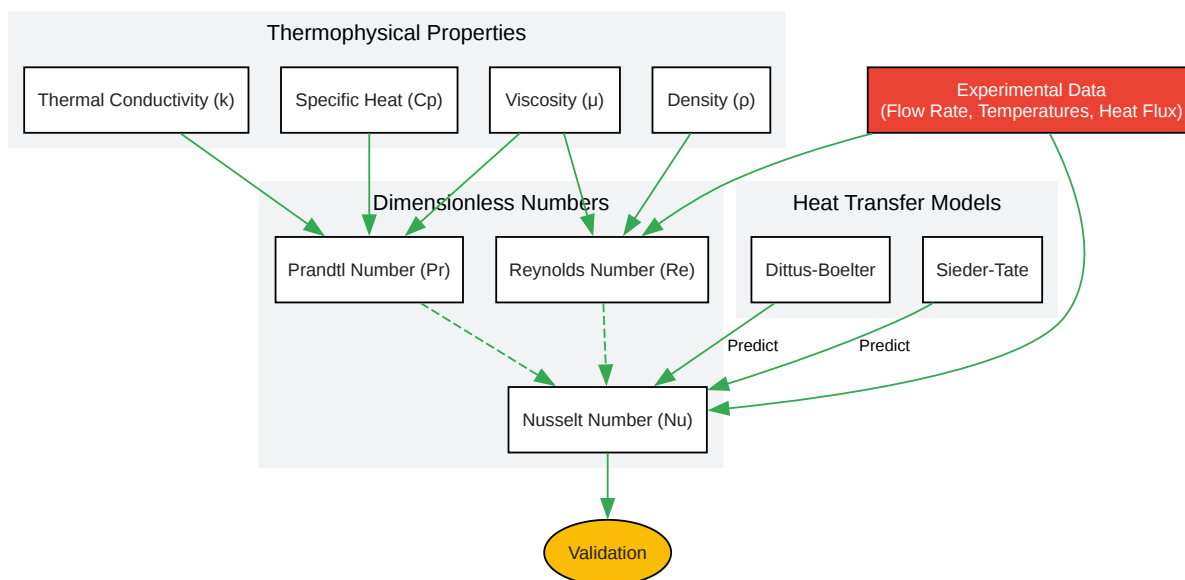 Thermophysical Properties
Thermal Conductivity (k)
Specific Heat (Cp)
Viscosity (μ)
Density (ρ)
Experimental Data
(Flow Rate, Temperatures, Heat Flux)
Dimensionless Numbers
Heat Transfer Models
Prandtl Number (Pr)
Reynolds Number (Re)
Dittus-Boelter
Sieder-Tate
Predict
Predict
Nusselt Number (Nu)
Validation